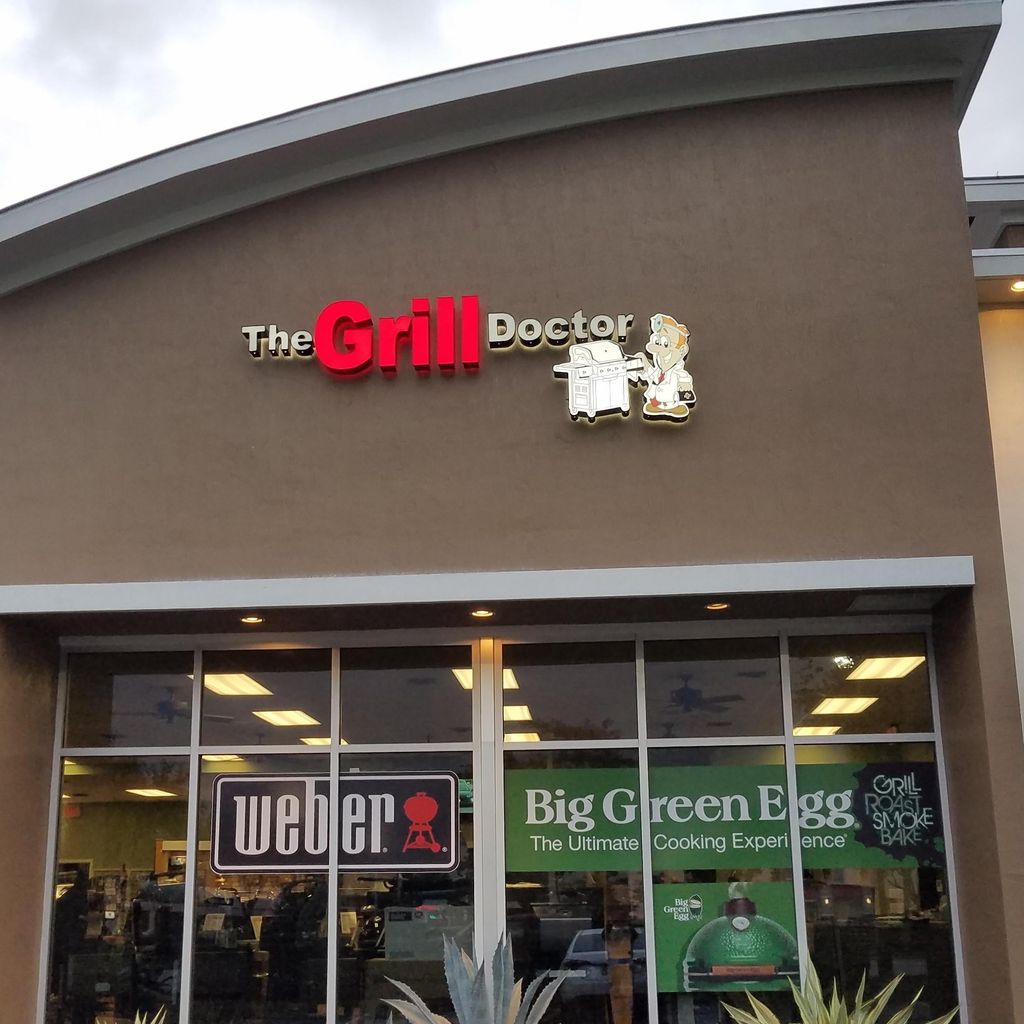 The Grill Doctor
weber
Big Green Egg
The Ultimate Cooking Experience
GRILL
ROAST
SMOKE
BAKE
Big
Green
Egg